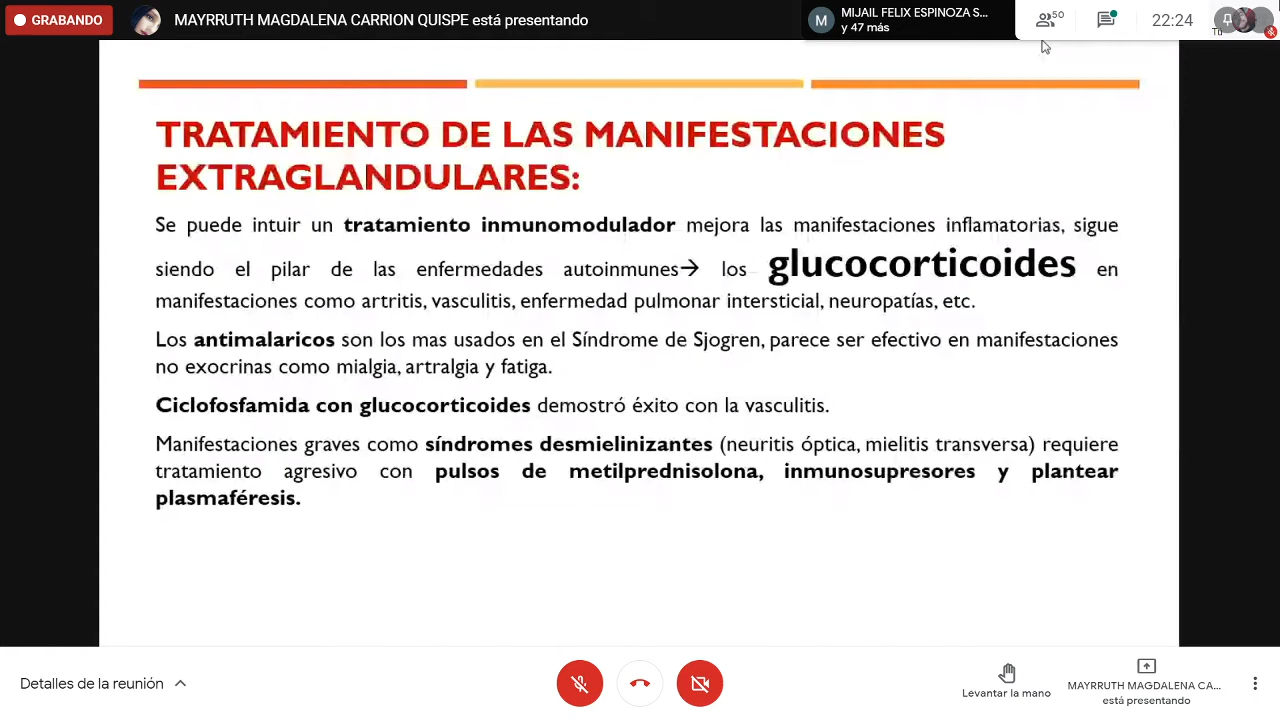 GRABANDO
MAYRRUTH MAGDALENA CARRION QUISPE está presentando
M
MIJAIL FELIX ESPINOZA S...
y 47 más
50
22:24
Tú
TRATAMIENTO DE LAS MANIFESTACIONES
EXTRAGLANDULARES:
Se puede intuir un tratamiento inmunomodulador mejora las manifestaciones inflamatorias, sigue
siendo el pilar de las enfermedades autoinmunes→ los glucocorticoides en
manifestaciones como artritis, vasculitis, enfermedad pulmonar intersticial, neuropatías, etc.
Los antimalaricos son los mas usados en el Síndrome de Sjogren, parece ser efectivo en manifestaciones
no exocrinas como mialgia, artralgia y fatiga.
Ciclofosfamida con glucocorticoides demostró éxito con la vasculitis.
Manifestaciones graves como síndromes desmielinizantes (neuritis óptica, mielitis transversa) requiere
tratamiento agresivo con pulsos de metilprednisolona, inmunosupresores y plantear
plasmaféresis.
Detalles de la reunión
Levantar la mano
MAYRRUTH MAGDALENA CA...
está presentando